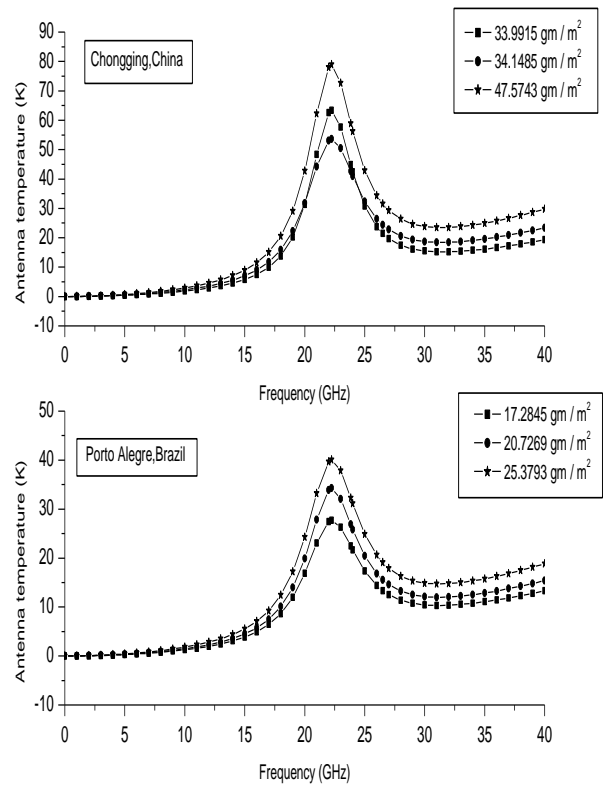 90
80
70
60
50
40
30
20
10
0
-10
Antenna temperature (K)
Chongging,China
33.9915 gm / m²
34.1485 gm / m²
47.5743 gm / m²
0 5 10 15 20 25 30 35 40
Frequency (GHz)
50
40
30
20
10
0
-10
Antenna temperature (K)
Porto Alegre,Brazil
17.2845 gm / m²
20.7269 gm / m²
25.3793 gm / m²
0 5 10 15 20 25 30 35 40
Frequency (GHz)